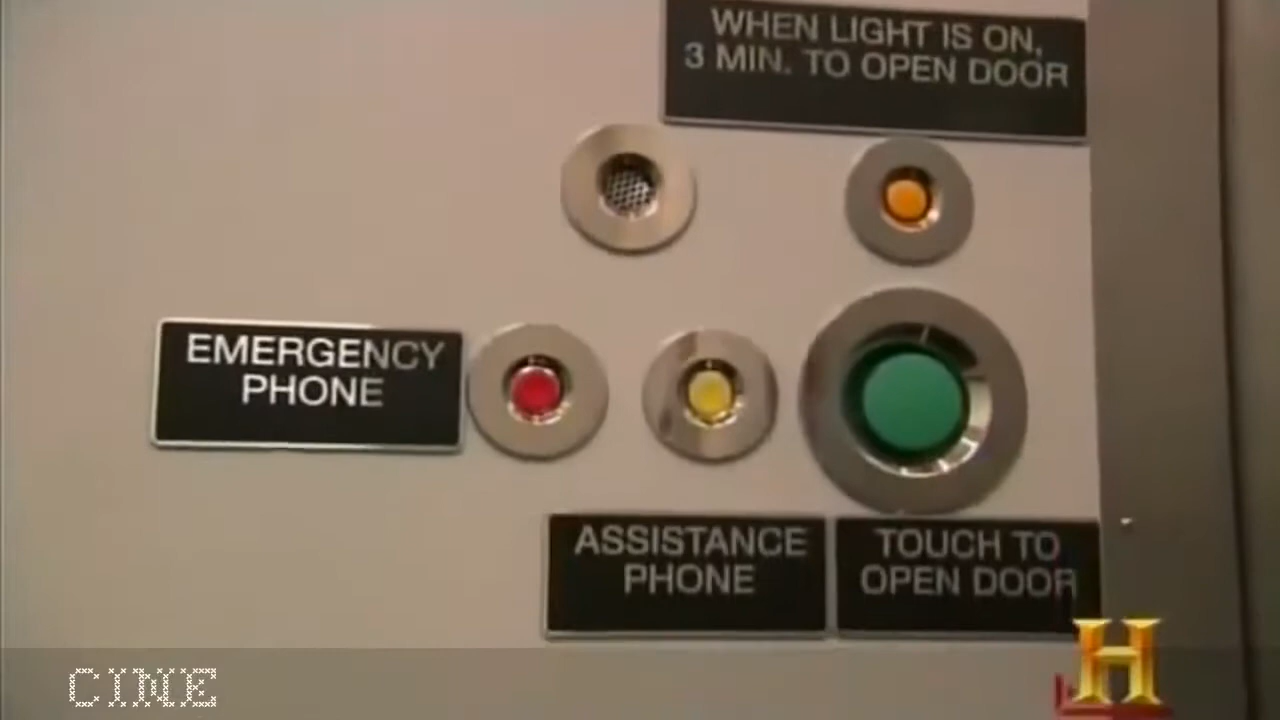 WHEN LIGHT IS ON,
3 MIN. TO OPEN DOOR
EMERGENCY
PHONE
ASSISTANCE
PHONE
TOUCH TO
OPEN DOOR
CINE
H